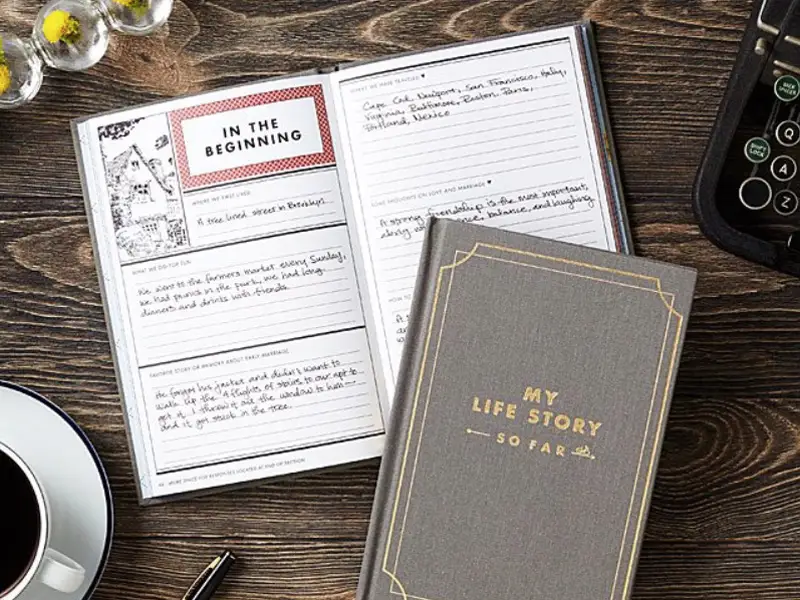 IN THE
BEGINNING
WHERE WE FIRST LIVED
A tree lined street in Brooklyn.
WHAT WE DID FOR FUN
We went to the farmers market every Sunday,
we had picnics in the park, we had long
dinners and drinks with friends.
FAVORITE STORY OR MEMORY ABOUT EARLY MARRIAGE
He forgot his jacket and didn't want to
walk up the 4 flights of stairs to our apt to
get it. I threw it out the window to him —
and it got stuck in the tree.
MORE SPACE FOR RESPONSES LOCATED AT END OF SECTION
WHERE WE HAVE TRAVELED
Cape Cod, Newport, San Francisco, Italy,
Virginia, Baltimore, Boston, Paris,
Portland, Mexico
SOME THOUGHTS ON LOVE AND MARRIAGE
A strong friendship is the most important,
balance, and laughing.
HOW
MY
LIFE STORY
SO FAR
BACK
SPACER
SHIFT
LOCK
Q
A
Z